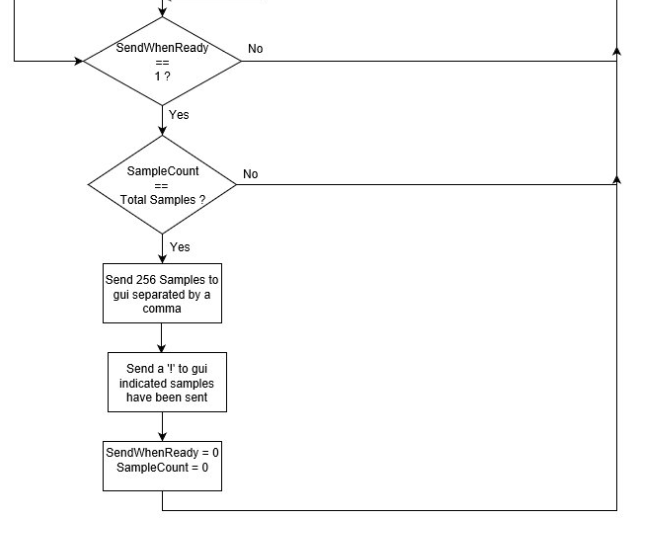 SendWhenReady
==
1 ?
No
Yes
SampleCount
==
Total Samples ?
No
Yes
Send 256 Samples to
gui separated by a
comma
Send a '!' to gui
indicated samples
have been sent
SendWhenReady = 0
SampleCount = 0